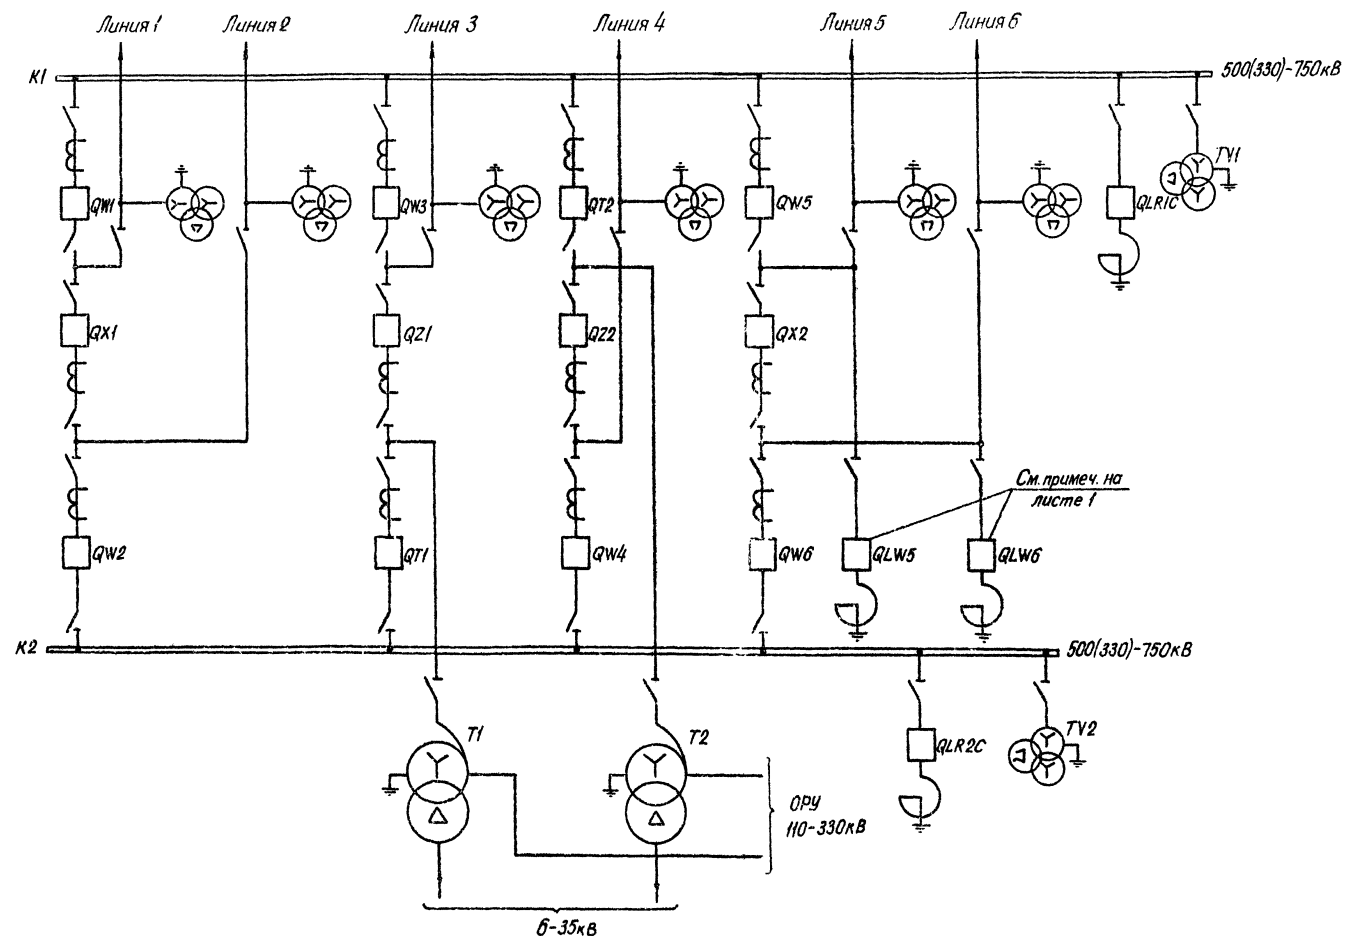 Линия 1 Линия 2 Линия 3 Линия 4 Линия 5 Линия 6
К1 500(330)-750кВ
TV1
QW1 QW3 QT2 QW5 QLR1C
QX1 QZ1 QZ2 QX2
См. примеч. на
листе 1
QW2 QT1 QW4 QW6 QLW5 QLW6
К2 500(330)-750кВ
T1 T2 QLR2C TV2
ОРУ
110-330кВ
6-35кВ